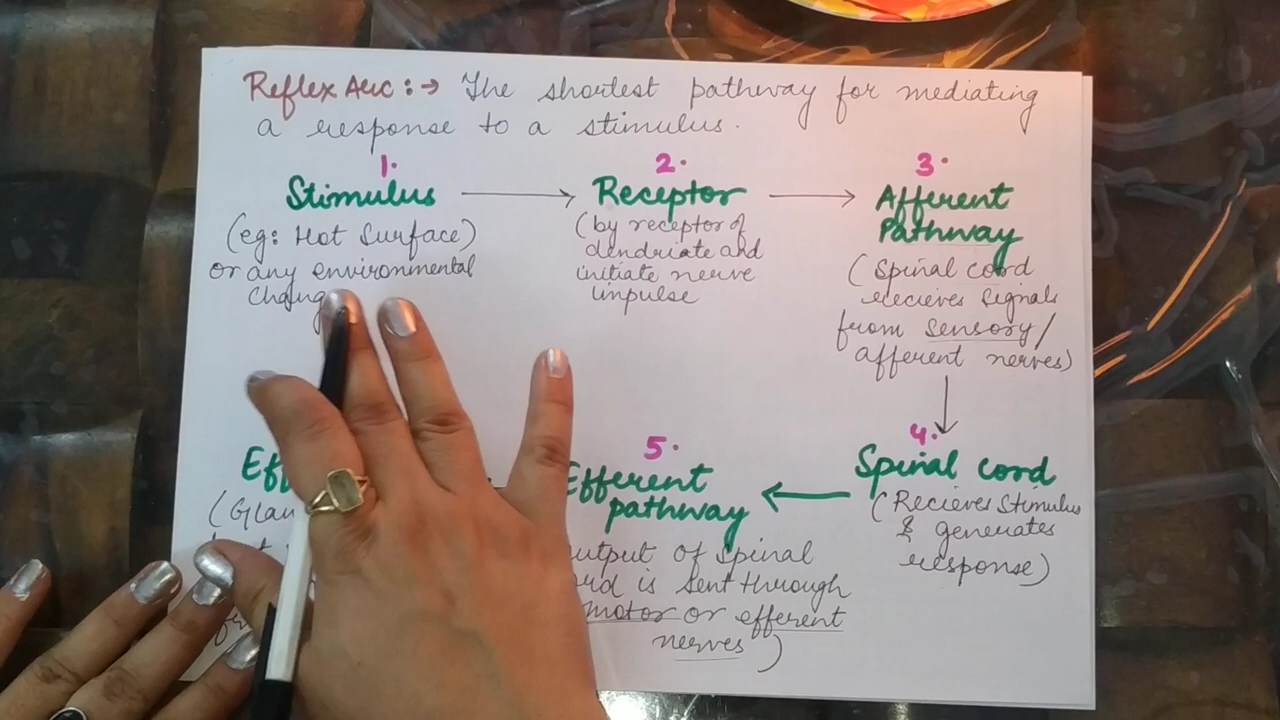 Reflex Arc :→ The shortest pathway for mediating
a response to a stimulus.
1.
Stimulus
(eg: Hot Surface)
or any environmental
2.
Receptor
(by receptor of
dendriate and
initiate nerve
impulse
3.
Afferent
Pathway
(Spinal cord
recieves signals
from sensory/
afferent nerves)
4.
Spinal cord
(Recieves Stimulus
& generates
response)
5.
Efferent
pathway
of spinal
is sent through
motor or efferent
nerves)